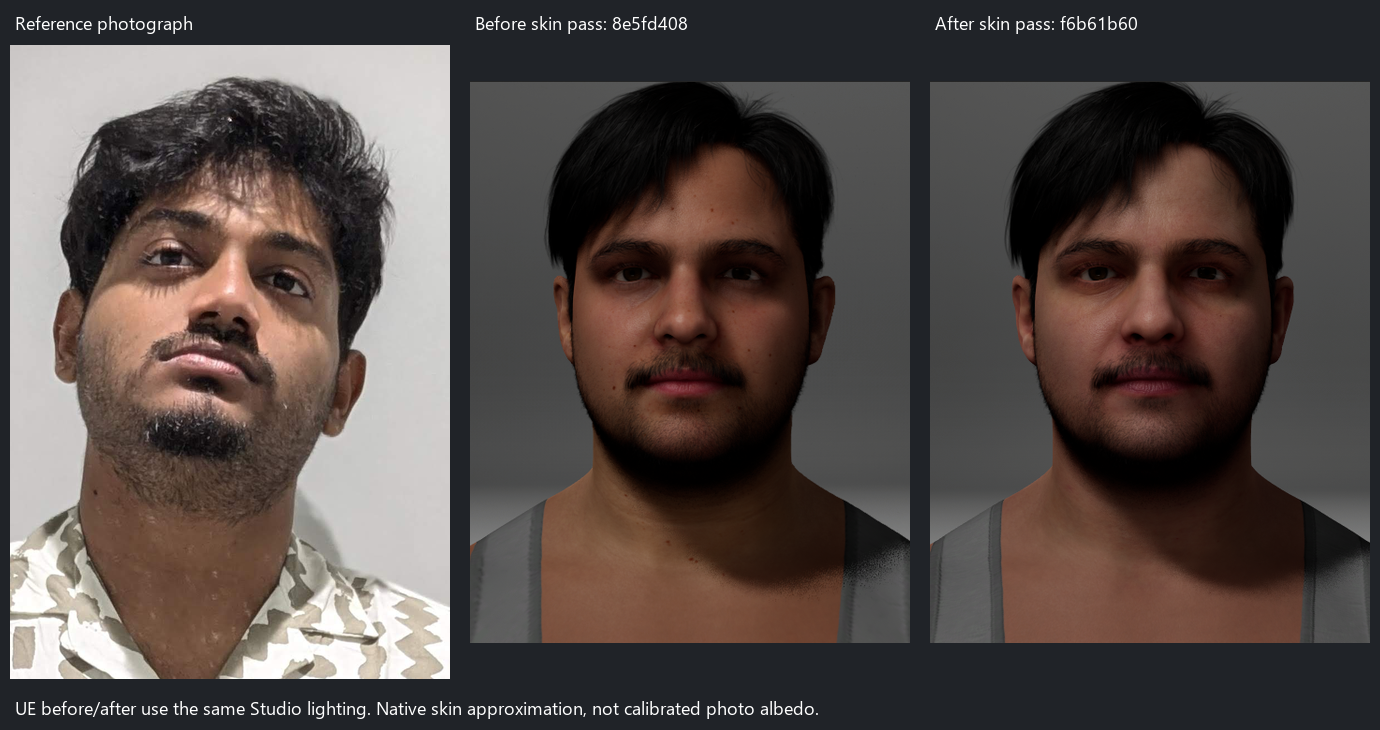 Reference photograph
Before skin pass: 8e5fd408
After skin pass: f6b61b60
UE before/after use the same Studio lighting. Native skin approximation, not calibrated photo albedo.